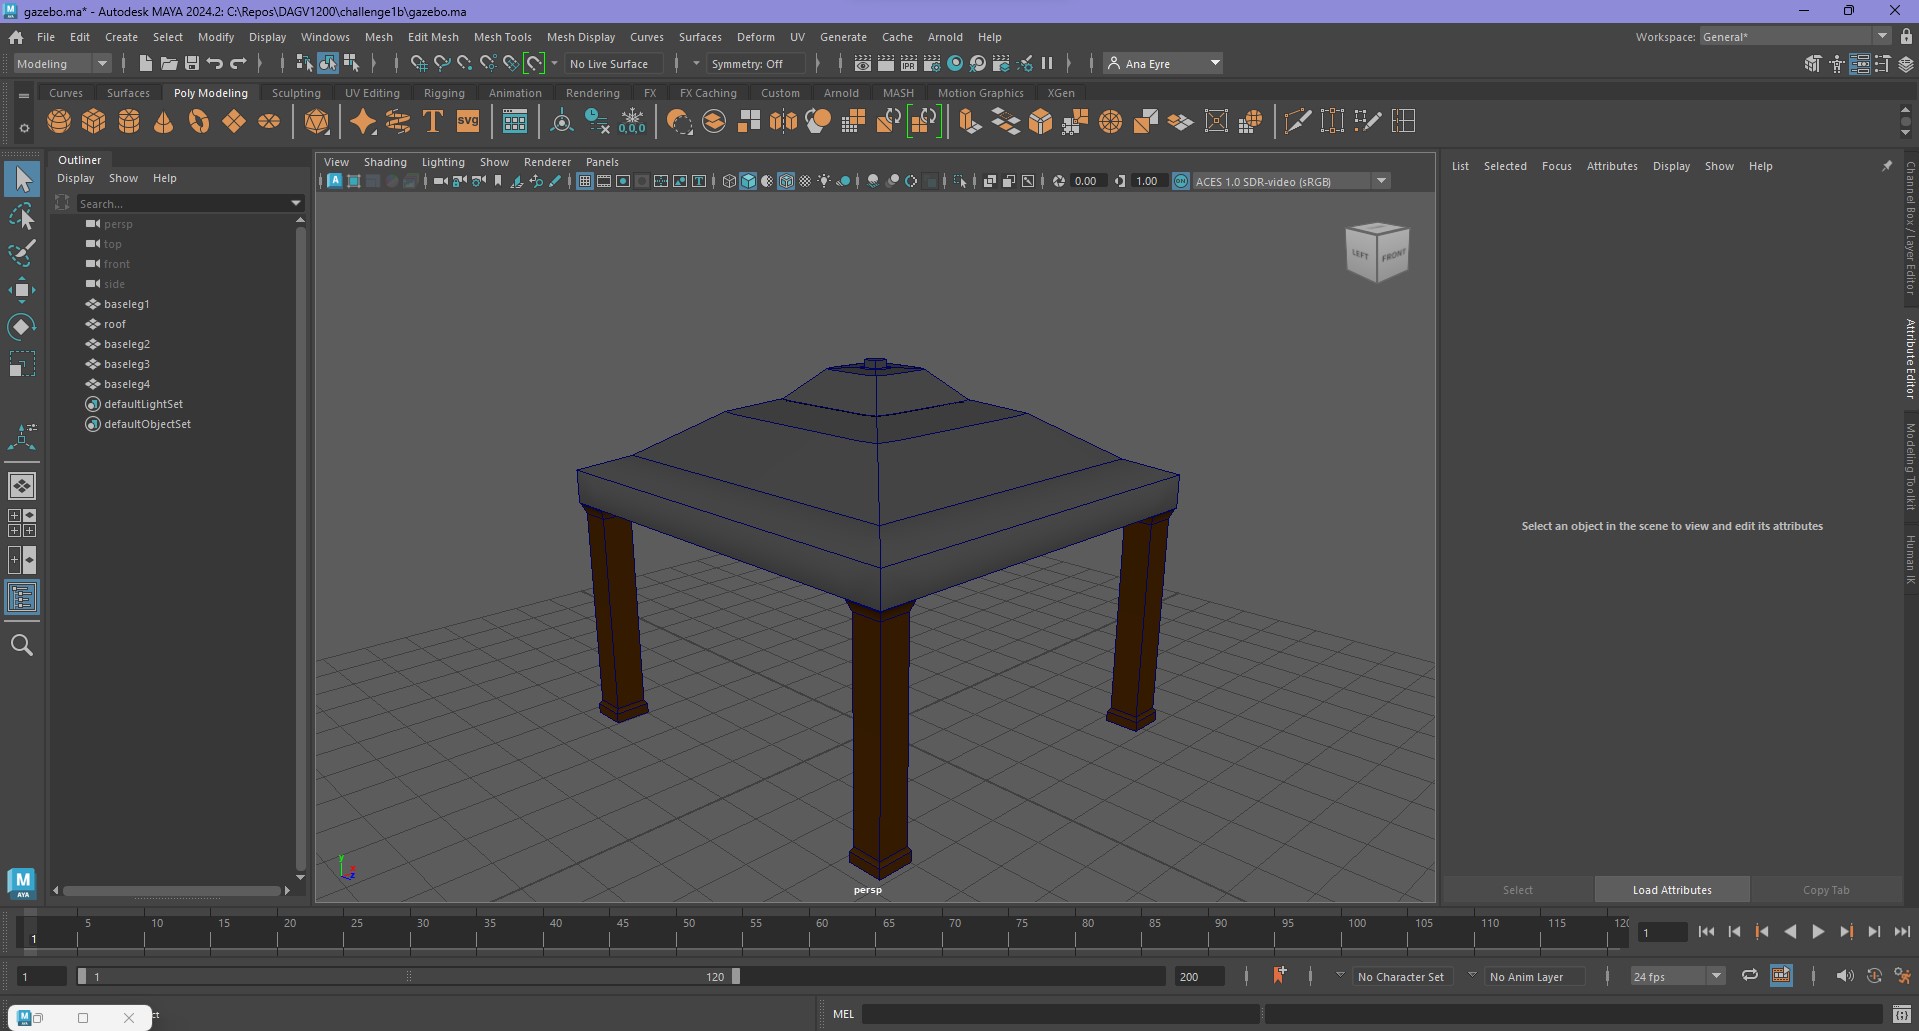 gazebo.ma* - Autodesk MAYA 2024.2: C:\Repos\DAGV1200\challenge1b\gazebo.ma
File Edit Create Select Modify Display Windows Mesh Edit Mesh Mesh Tools Mesh Display Curves Surfaces Deform UV Generate Cache Arnold Help
Workspace: General*
Modeling
No Live Surface
Symmetry: Off
IPR
Ana Eyre
Curves Surfaces Poly Modeling Sculpting UV Editing Rigging Animation Rendering FX FX Caching Custom Arnold MASH Motion Graphics XGen
T
SVG
0,0,0
Outliner
Display Show Help
Search...
persp
top
front
side
baseleg1
roof
baseleg2
baseleg3
baseleg4
defaultLightSet
defaultObjectSet
View Shading Lighting Show Renderer Panels
0.00
1.00
ON
ACES 1.0 SDR-video (sRGB)
LEFT
FRONT
y
x
z
persp
List Selected Focus Attributes Display Show Help
Select an object in the scene to view and edit its attributes
Select
Load Attributes
Copy Tab
Channel Box / Layer Editor
Attribute Editor
Modeling Toolkit
Human IK
M
AYA
5 10 15 20 25 30 35 40 45 50 55 60 65 70 75 80 85 90 95 100 105 110 115 120
1
1
1
1
120
200
No Character Set
No Anim Layer
24 fps
ct
MEL